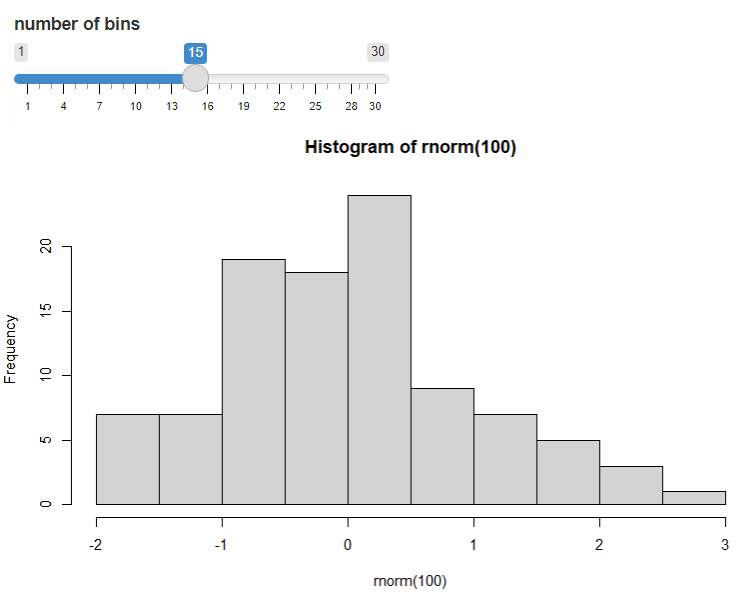 number of bins
1 15 30
1 4 7 10 13 16 19 22 25 28 30
Histogram of rnorm(100)
20
15
10
5
0
Frequency
-2 -1 0 1 2 3
rnorm(100)